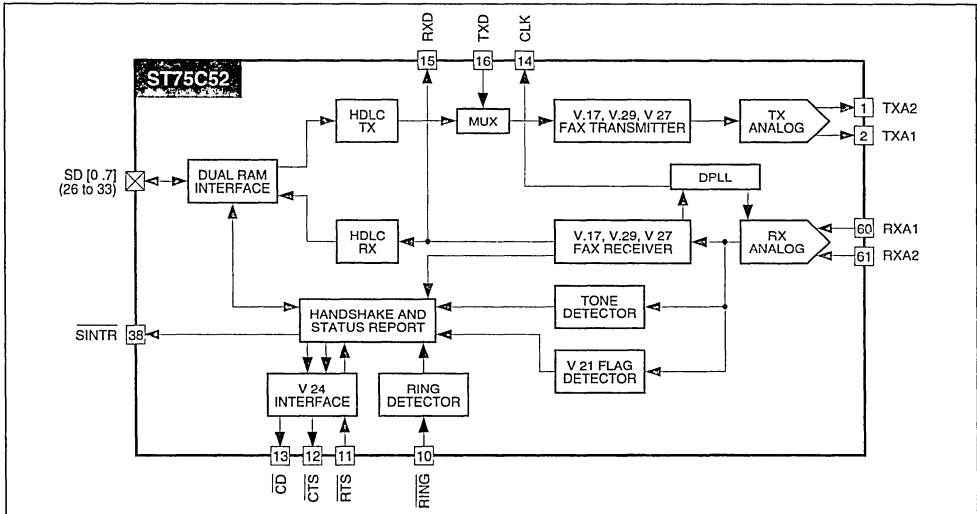 RXD
TXD
CLK
15
16
14
ST75C52
HDLC
TX
MUX
V.17, V.29, V 27
FAX TRANSMITTER
TX
ANALOG
1
TXA2
2
TXA1
SD [0 .7]
(26 to 33)
DUAL RAM
INTERFACE
DPLL
HDLC
RX
V.17, V.29, V 27
FAX RECEIVER
RX
ANALOG
60
RXA1
61
RXA2
TONE
DETECTOR
HANDSHAKE AND
STATUS REPORT
SINTR
38
V 21 FLAG
DETECTOR
V 24
INTERFACE
RING
DETECTOR
13
12
11
10
CD
CTS
RTS
RING